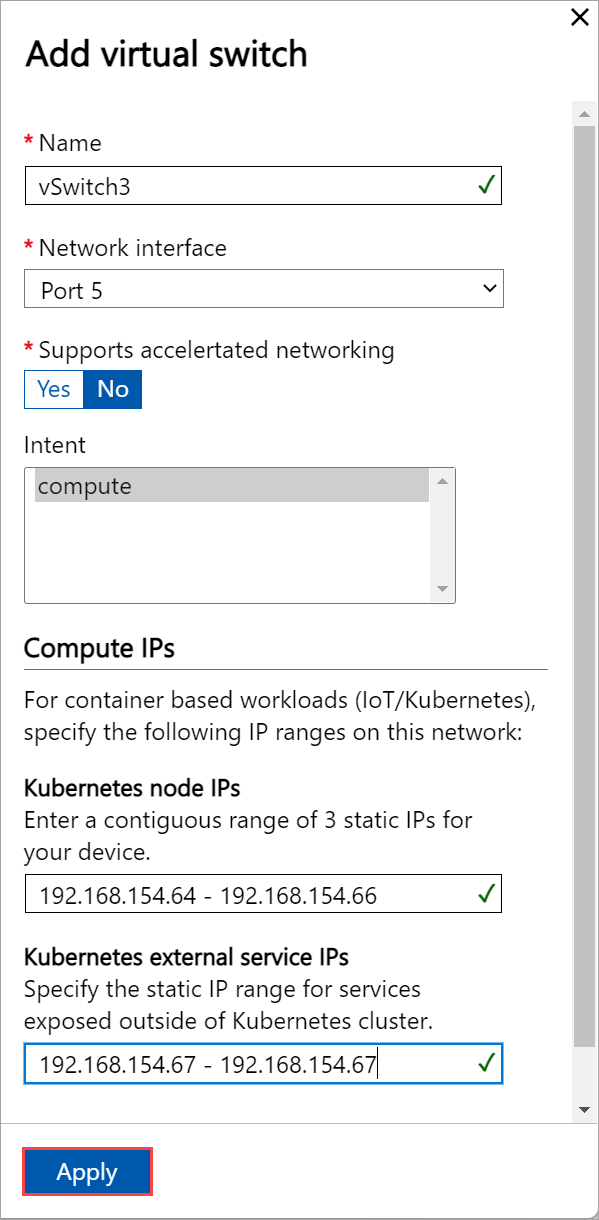 Add virtual switch
* Name
vSwitch3
* Network interface
Port 5
* Supports accelertated networking
Yes No
Intent
compute
Compute IPs
For container based workloads (IoT/Kubernetes),
specify the following IP ranges on this network:
Kubernetes node IPs
Enter a contiguous range of 3 static IPs for
your device.
192.168.154.64 - 192.168.154.66
Kubernetes external service IPs
Specify the static IP range for services
exposed outside of Kubernetes cluster.
192.168.154.67 - 192.168.154.67
Apply